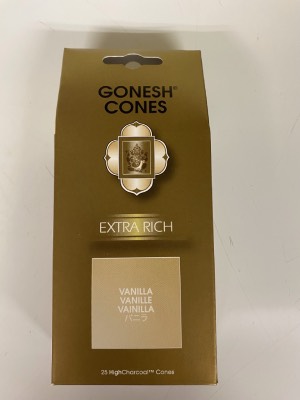 GONESH®
CONES
EXTRA RICH
VANILLA
VANILLE
VAINILLA
バニラ
25 HighCharcoal™ Cones